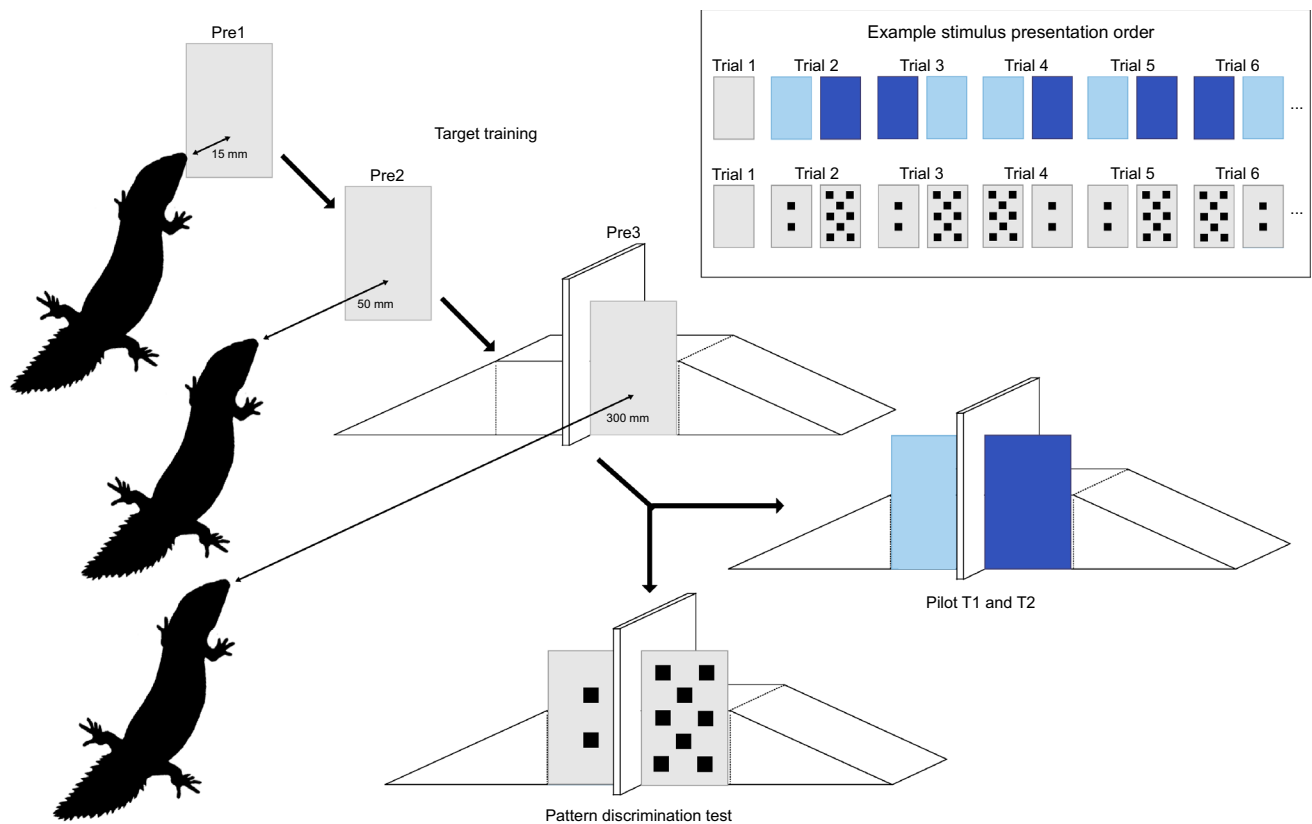 Pre1
15 mm
Target training
Pre2
50 mm
Pre3
300 mm
Example stimulus presentation order
Trial 1 Trial 2 Trial 3 Trial 4 Trial 5 Trial 6
...
Trial 1 Trial 2 Trial 3 Trial 4 Trial 5 Trial 6
...
Pilot T1 and T2
Pattern discrimination test